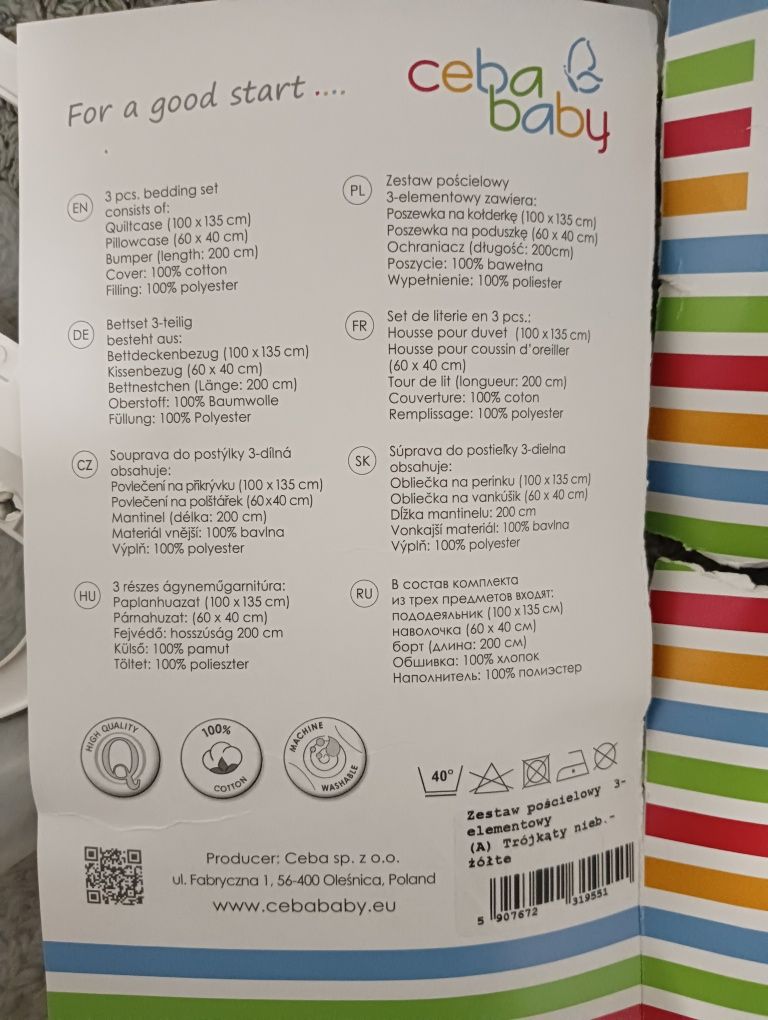 For a good start ....
ceba
baby
EN
3 pcs. bedding set
consists of:
Quiltcase (100 x 135 cm)
Pillowcase (60 x 40 cm)
Bumper (length: 200 cm)
Cover: 100% cotton
Filling: 100% polyester
PL
Zestaw pościelowy
3-elementowy zawiera:
Poszewka na kołderkę (100 x 135 cm)
Poszewka na poduszkę (60 x 40 cm)
Ochraniacz (długość: 200cm)
Poszycie: 100% bawełna
Wypełnienie: 100% poliester
DE
Bettset 3-teilig
besteht aus:
Bettdeckenbezug (100 x 135 cm)
Kissenbezug (60 x 40 cm)
Bettnestchen (Länge: 200 cm)
Oberstoff: 100% Baumwolle
Füllung: 100% Polyester
FR
Set de literie en 3 pcs.:
Housse pour duvet (100 x 135 cm)
Housse pour coussin d'oreiller
(60 x 40 cm)
Tour de lit (longueur: 200 cm)
Couverture: 100% coton
Remplissage: 100% polyester
CZ
Souprava do postýlky 3-dílná
obsahuje:
Povlečení na přikrývku (100 x 135 cm)
Povlečení na polštářek (60x40 cm)
Mantinel (délka: 200 cm)
Materiál vnější: 100% bavlna
Výplň: 100% polyester
SK
Súprava do postieľky 3-dielna
obsahuje:
Obliečka na perinku (100 x 135 cm)
Obliečka na vankúšik (60 x 40 cm)
Dĺžka mantinelu: 200 cm
Vonkajší materiál: 100% bavlna
Výplň: 100% polyester
HU
3 részes ágyneműgarnitúra:
Paplanhuazat (100 x 135 cm)
Párnahuzat: (60 x 40 cm)
Fejvédő: hosszúság 200 cm
Külső: 100% pamut
Töltet: 100% polieszter
RU
В состав комплекта
из трех предметов входят:
пододеяльник (100 x 135 см)
наволочка (60 x 40 см)
борт (длина: 200 см)
Обшивка: 100% хлопок
Наполнитель: 100% полиэстер
HIGH QUALITY
Q
100%
COTTON
MACHINE
WASHABLE
40°
Zestaw pościelowy 3-
elementowy
(A) Trójkąty nieb.-
żółte
5 907672 319551
Producer: Ceba sp. z o.o.
ul. Fabryczna 1, 56-400 Oleśnica, Poland
www.cebababy.eu